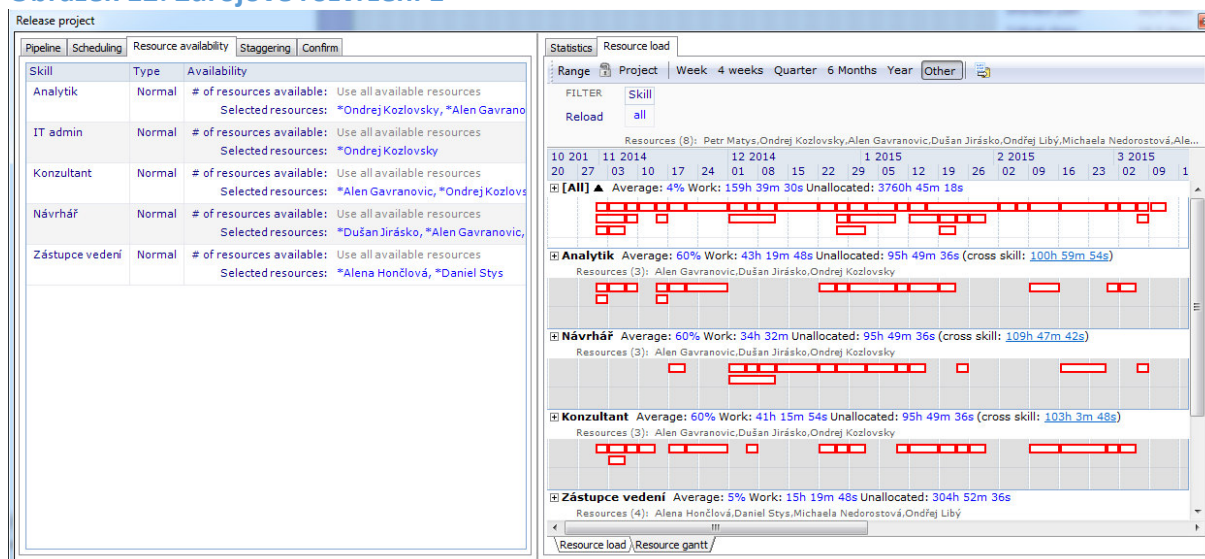 Release project
Pipeline Scheduling Resource availability Staggering Confirm
Skill Type Availability
Analytik Normal # of resources available: Use all available resources
Selected resources: *Ondrej Kozlovsky, *Alen Gavrano
IT admin Normal # of resources available: Use all available resources
Selected resources: *Ondrej Kozlovsky
Konzultant Normal # of resources available: Use all available resources
Selected resources: *Alen Gavranovic, *Ondrej Kozlovs
Návrhář Normal # of resources available: Use all available resources
Selected resources: *Dušan Jirásko, *Alen Gavranovic,
Zástupce vedení Normal # of resources available: Use all available resources
Selected resources: *Alena Hončlová, *Daniel Stys
Statistics Resource load
Range Project Week 4 weeks Quarter 6 Months Year Other
FILTER Skill
Reload all
Resources (8): Petr Matys,Ondrej Kozlovsky,Alen Gavranovic,Dušan Jirásko,Ondřej Libý,Michaela Nedorostová,Ale...
10 201 11 2014 12 2014 1 2015 2 2015 3 2015
20 27 03 10 17 24 01 08 15 22 29 05 12 19 26 02 09 16 23 02 09 1
[All] ▲ Average: 4% Work: 159h 39m 30s Unallocated: 3760h 45m 18s
Analytik Average: 60% Work: 43h 19m 48s Unallocated: 95h 49m 36s (cross skill: 100h 59m 54s)
Resources (3): Alen Gavranovic,Dušan Jirásko,Ondrej Kozlovsky
Návrhář Average: 60% Work: 34h 32m Unallocated: 95h 49m 36s (cross skill: 109h 47m 42s)
Resources (3): Alen Gavranovic,Dušan Jirásko,Ondrej Kozlovsky
Konzultant Average: 60% Work: 41h 15m 54s Unallocated: 95h 49m 36s (cross skill: 103h 3m 48s)
Resources (3): Alen Gavranovic,Dušan Jirásko,Ondrej Kozlovsky
Zástupce vedení Average: 5% Work: 15h 19m 48s Unallocated: 304h 52m 36s
Resources (4): Alena Hončlová,Daniel Stys,Michaela Nedorostová,Ondřej Libý
Resource load Resource gantt